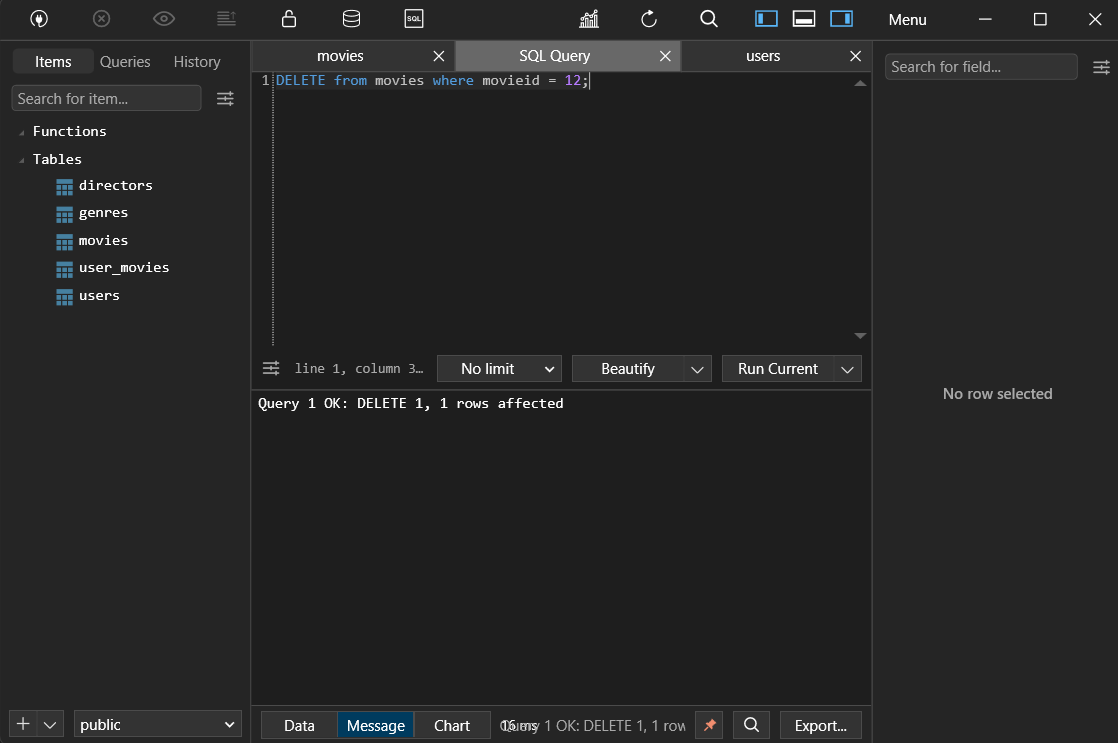 SQL
Menu
Items
Queries
History
movies
SQL Query
users
Search for item...
Search for field...
Functions
Tables
directors
genres
movies
user_movies
users
1
DELETE from movies where movieid = 12;
line 1, column 3...
No limit
Beautify
Run Current
Query 1 OK: DELETE 1, 1 rows affected
No row selected
public
Data
Message
Chart
16 ms
Query 1 OK: DELETE 1, 1 row
Export...